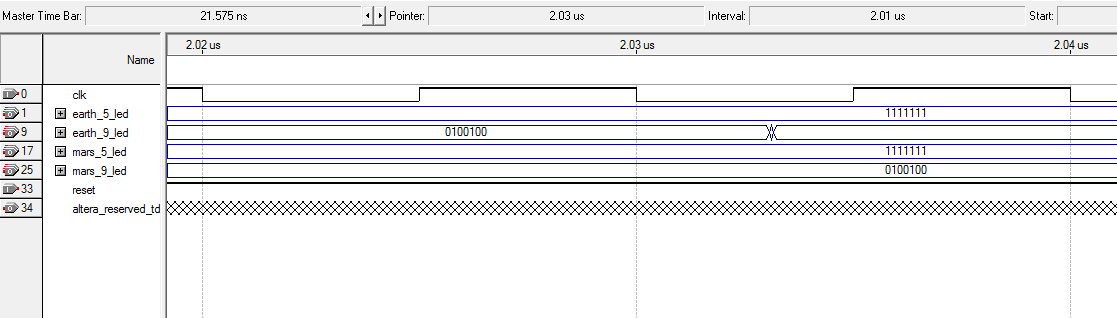 Master Time Bar: 21.575 ns Pointer: 2.03 us Interval: 2.01 us Start:
2.02 us 2.03 us 2.04 us
Name
0 clk
1 earth_5_led 1111111
9 earth_9_led 0100100
17 mars_5_led 1111111
25 mars_9_led 0100100
33 reset
34 altera_reserved_td